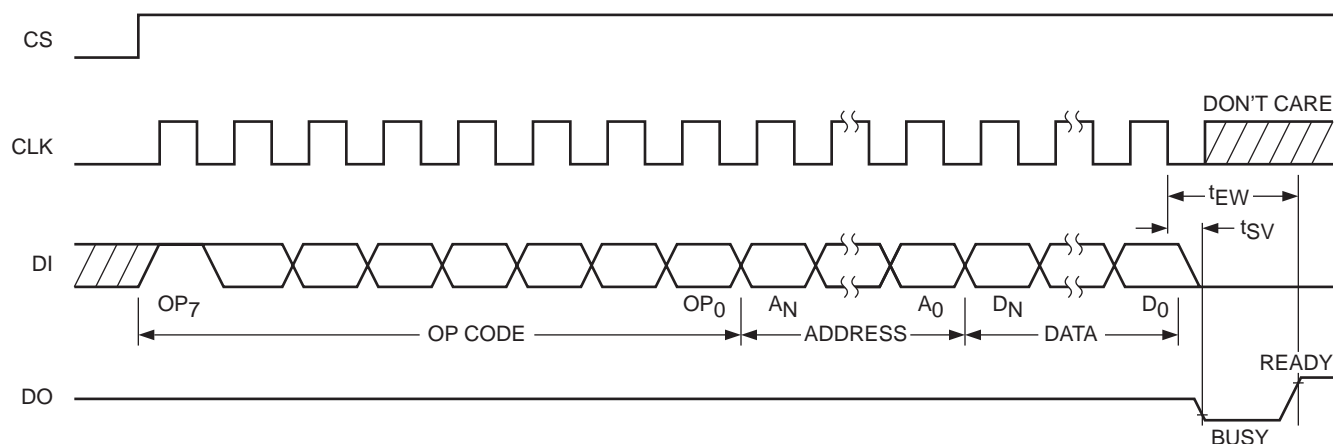 CS
DON'T CARE
CLK
tEW
tSV
DI
OP7 OP0 AN A0 DN D0
OP CODE ADDRESS DATA
READY
DO
BUSY